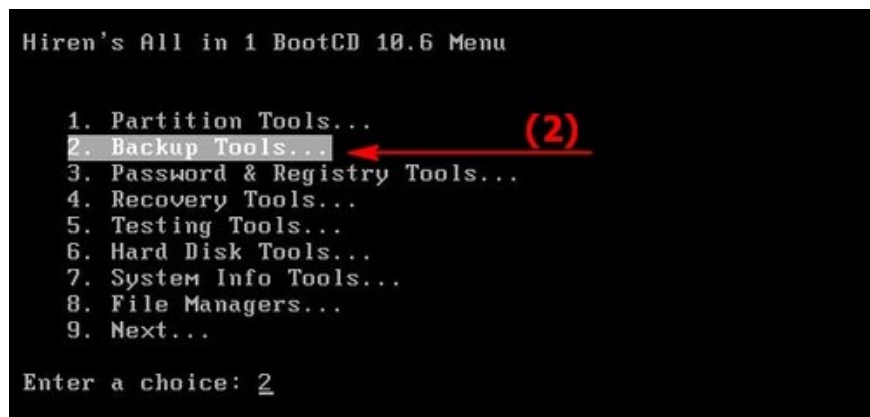 Hiren's All in 1 BootCD 10.6 Menu
1. Partition Tools...
2. Backup Tools...
(2)
3. Password & Registry Tools...
4. Recovery Tools...
5. Testing Tools...
6. Hard Disk Tools...
7. System Info Tools...
8. File Managers...
9. Next...
Enter a choice: 2